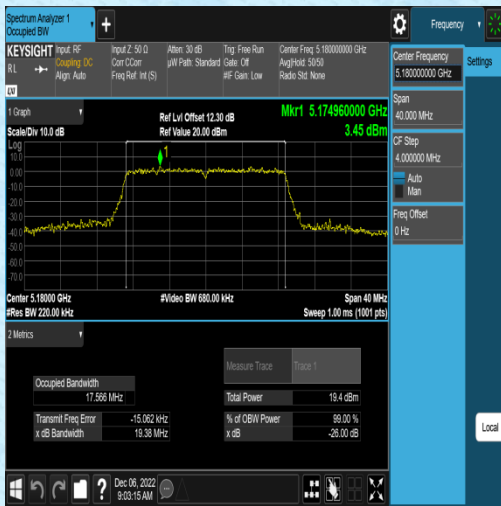 Spectrum Analyzer 1
Occupied BW
+
Frequency
KEYSIGHT
Input: RF
Input Z: 50 Ω
Atten: 30 dB
Trig: Free Run
Center Freq: 5.180000000 GHz
RL
Coupling: DC
Corr CCorr
µW Path: Standard
Gate: Off
Avg|Hold: 50/50
Align: Auto
Freq Ref: Int (S)
#IF Gain: Low
Radio Std: None
LXI
1 Graph
Ref Lvl Offset 12.30 dB
Mkr1 5.174960000 GHz
Scale/Div 10.0 dB
Ref Value 20.00 dBm
3.45 dBm
Log
1
10.0
0.00
-10.0
-20.0
-30.0
-40.0
-50.0
-60.0
-70.0
Center 5.18000 GHz
#Video BW 680.00 kHz
Span 40 MHz
#Res BW 220.00 kHz
Sweep 1.00 ms (1001 pts)
2 Metrics
Measure Trace
Trace 1
Occupied Bandwidth
17.566 MHz
Total Power
19.4 dBm
Transmit Freq Error
-15.062 kHz
% of OBW Power
99.00 %
x dB Bandwidth
19.38 MHz
x dB
-26.00 dB
?
Dec 06, 2022
9:03:15 AM
Center Frequency
5.180000000 GHz
Settings
Span
40.000 MHz
CF Step
4.000000 MHz
Auto
Man
Freq Offset
0 Hz
Local